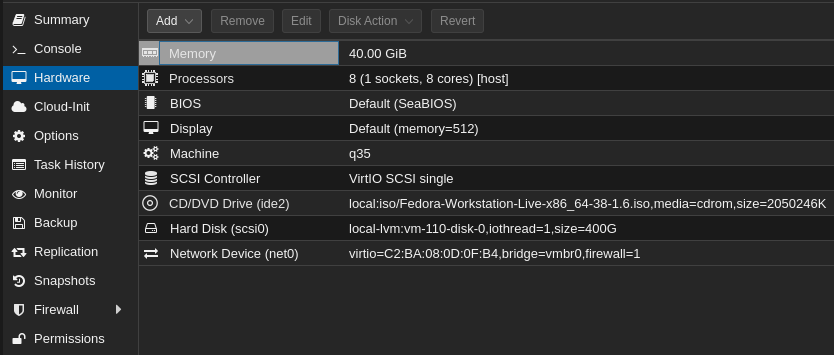 Summary
Console
Hardware
Cloud-Init
Options
Task History
Monitor
Backup
Replication
Snapshots
Firewall
Permissions
Add Remove Edit Disk Action Revert
Memory 40.00 GiB
Processors 8 (1 sockets, 8 cores) [host]
BIOS Default (SeaBIOS)
Display Default (memory=512)
Machine q35
SCSI Controller VirtIO SCSI single
CD/DVD Drive (ide2) local:iso/Fedora-Workstation-Live-x86_64-38-1.6.iso,media=cdrom,size=2050246K
Hard Disk (scsi0) local-lvm:vm-110-disk-0,iothread=1,size=400G
Network Device (net0) virtio=C2:BA:08:0D:0F:B4,bridge=vmbr0,firewall=1